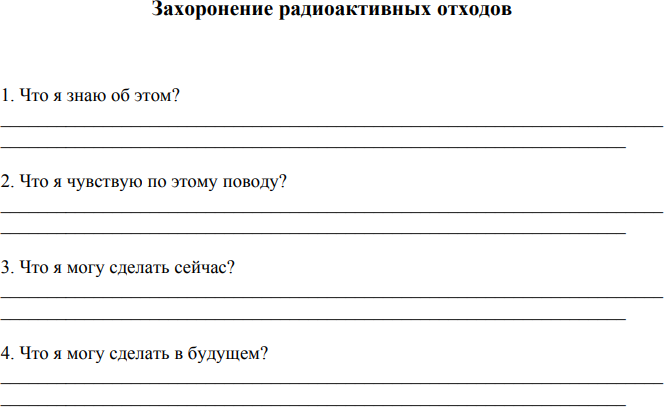 Захоронение радиоактивных отходов
1. Что я знаю об этом?
2. Что я чувствую по этому поводу?
3. Что я могу сделать сейчас?
4. Что я могу сделать в будущем?